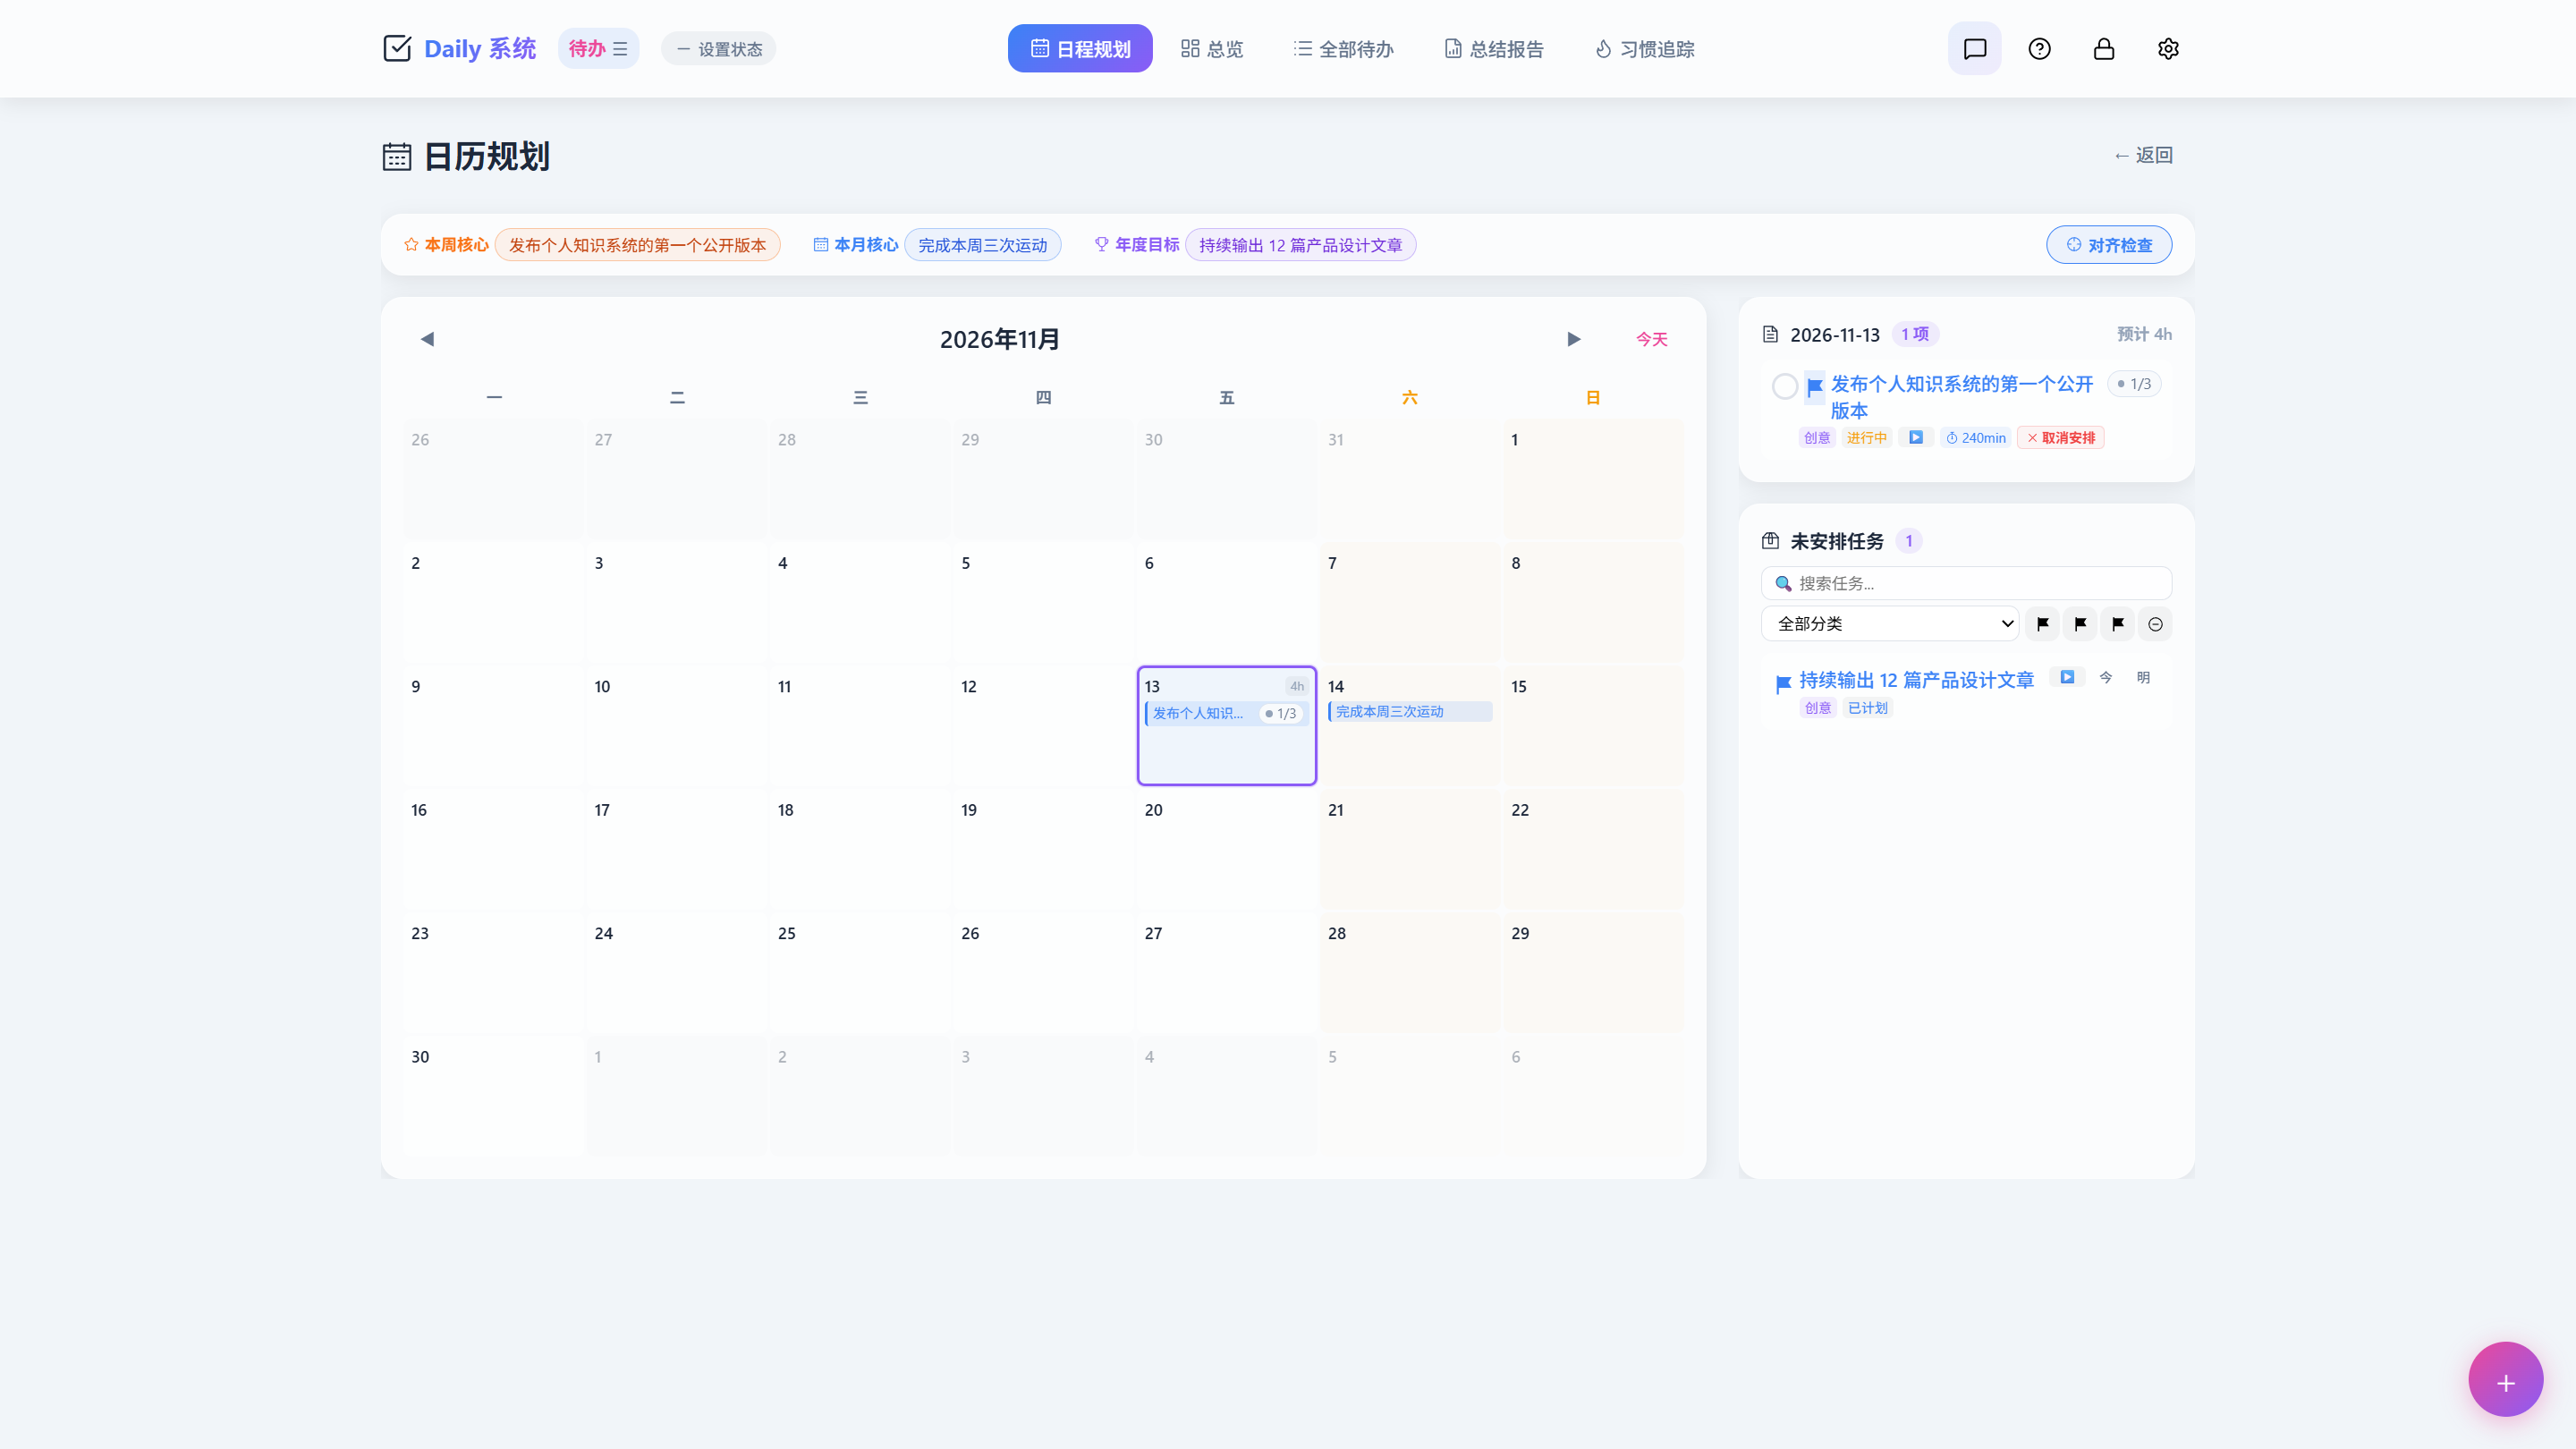 Daily 系统
待办
设置状态
日程规划
总览
全部待办
总结报告
习惯追踪
日历规划
← 返回
本周核心 发布个人知识系统的第一个公开版本
本月核心 完成本周三次运动
年度目标 持续输出 12 篇产品设计文章
对齐检查
◀ 2026年11月 ▶ 今天
一 二 三 四 五 六 日
26 27 28 29 30 31 1
2 3 4 5 6 7 8
9 10 11 12 13 4h 14 15
发布个人知识... 1/3
完成本周三次运动
16 17 18 19 20 21 22
23 24 25 26 27 28 29
30 1 2 3 4 5 6
2026-11-13 1 项 预计 4h
发布个人知识系统的第一个公开 1/3
版本
创意 进行中 240min × 取消安排
未安排任务 1
搜索任务...
全部分类
持续输出 12 篇产品设计文章 今 明
创意 已计划
+